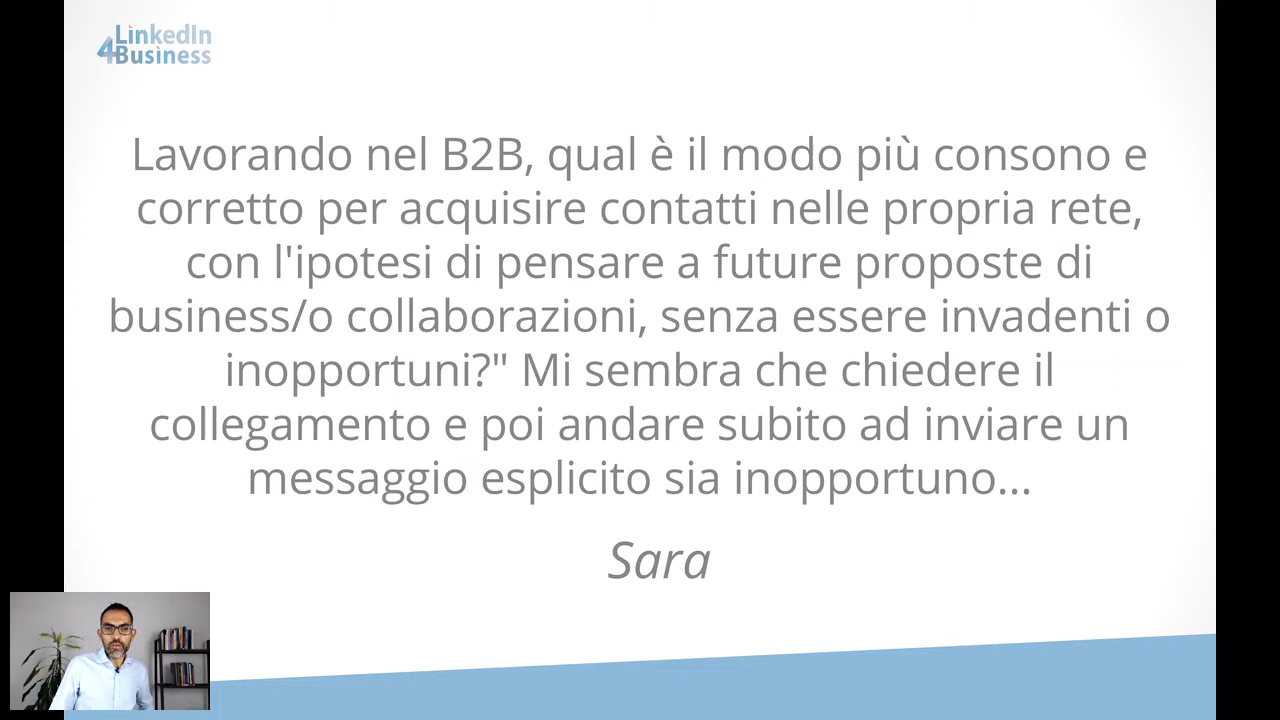 LinkedIn
4Business
Lavorando nel B2B, qual è il modo più consono e
corretto per acquisire contatti nelle propria rete,
con l'ipotesi di pensare a future proposte di
business/o collaborazioni, senza essere invadenti o
inopportuni?" Mi sembra che chiedere il
collegamento e poi andare subito ad inviare un
messaggio esplicito sia inopportuno...
Sara